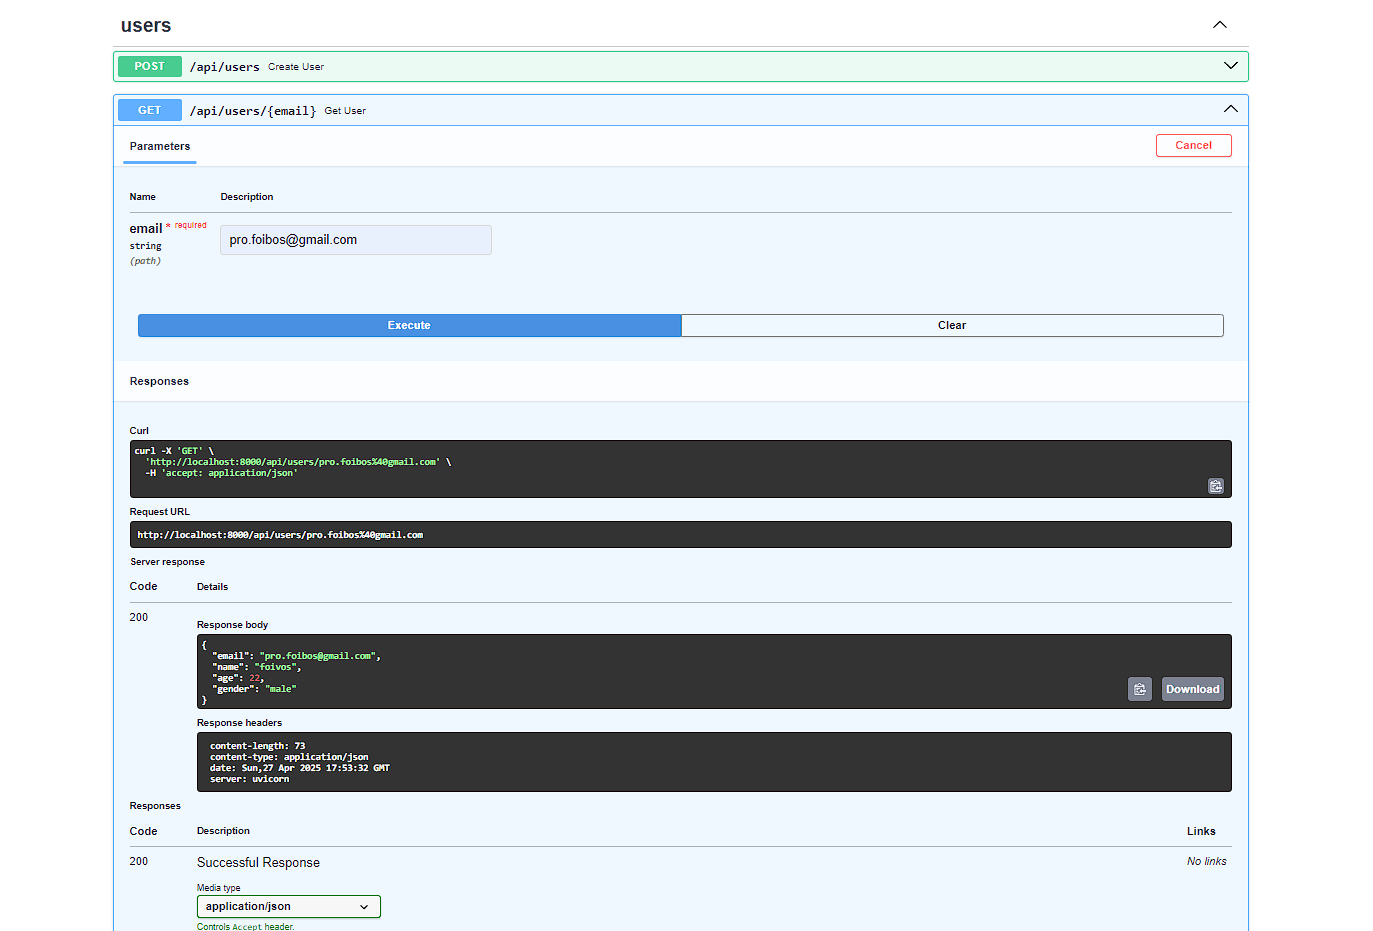 users
POST /api/users Create User
GET /api/users/{email} Get User
Parameters
Cancel
Name Description
email * required
string
(path)
pro.foibos@gmail.com
Execute Clear
Responses
Curl
curl -X 'GET' \
'http://localhost:8000/api/users/pro.foibos%40gmail.com' \
-H 'accept: application/json'
Request URL
http://localhost:8000/api/users/pro.foibos%40gmail.com
Server response
Code Details
200
Response body
{
"email": "pro.foibos@gmail.com",
"name": "foivos",
"age": 22,
"gender": "male"
}
Download
Response headers
content-length: 73
content-type: application/json
date: Sun,27 Apr 2025 17:53:32 GMT
server: uvicorn
Responses
Code Description Links
200 Successful Response No links
Media type
application/json
Controls Accept header.